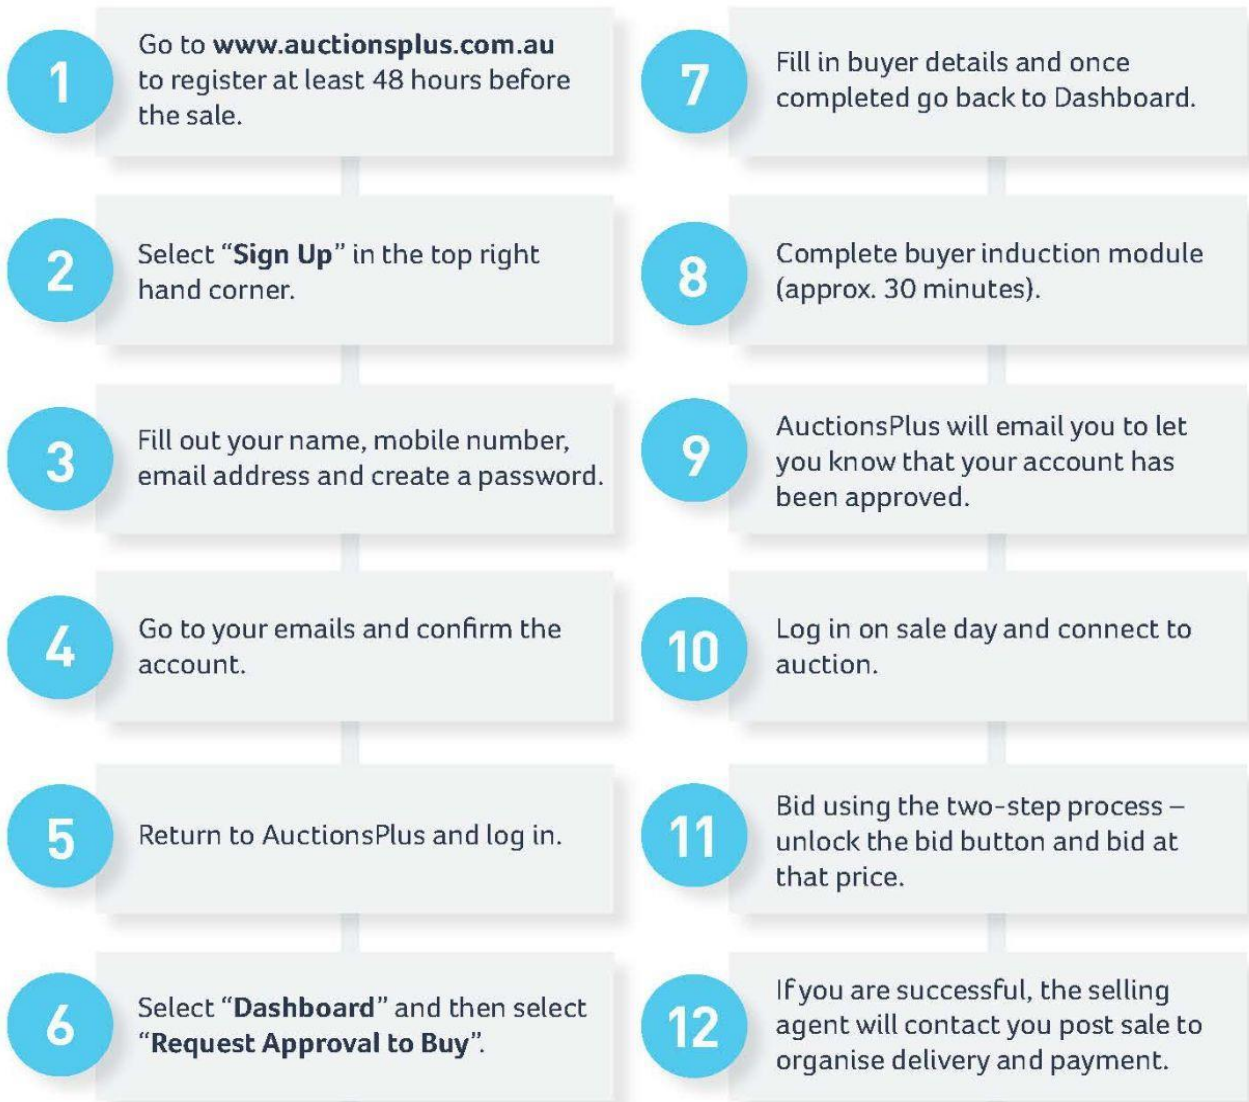 1
Go to www.auctionsplus.com.au
to register at least 48 hours before
the sale.
2
Select “Sign Up” in the top right
hand corner.
3
Fill out your name, mobile number,
email address and create a password.
4
Go to your emails and confirm the
account.
5
Return to AuctionsPlus and log in.
6
Select “Dashboard” and then select
“Request Approval to Buy”.
7
Fill in buyer details and once
completed go back to Dashboard.
8
Complete buyer induction module
(approx. 30 minutes).
9
AuctionsPlus will email you to let
you know that your account has
been approved.
10
Log in on sale day and connect to
auction.
11
Bid using the two-step process –
unlock the bid button and bid at
that price.
12
If you are successful, the selling
agent will contact you post sale to
organise delivery and payment.